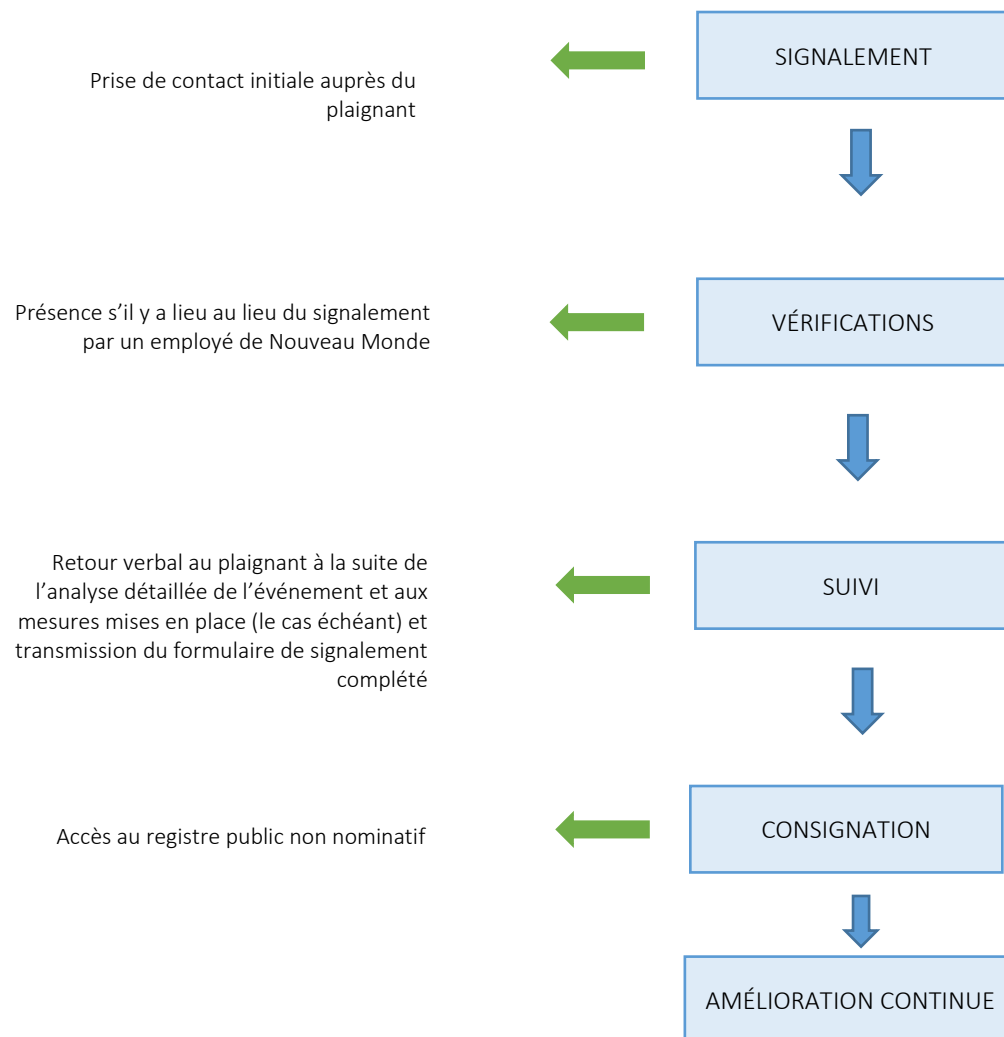 SIGNALEMENT
Prise de contact initiale auprès du
plaignant
VÉRIFICATIONS
Présence s’il y a lieu au lieu du signalement
par un employé de Nouveau Monde
SUIVI
Retour verbal au plaignant à la suite de
l’analyse détaillée de l’événement et aux
mesures mises en place (le cas échéant) et
transmission du formulaire de signalement
complété
CONSIGNATION
Accès au registre public non nominatif
AMÉLIORATION CONTINUE